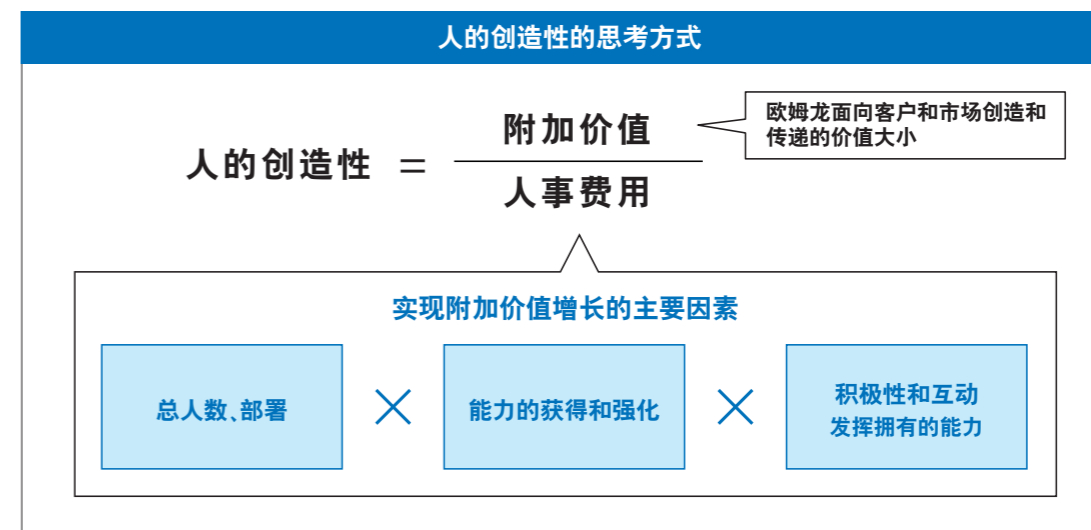 人的创造性的思考方式
欧姆龙面向客户和市场创造和
传递的价值大小
附加价值
人的创造性 =
人事费用
实现附加价值增长的主要因素
总人数、部署 × 能力的获得和强化 × 积极性和互动
发挥拥有的能力